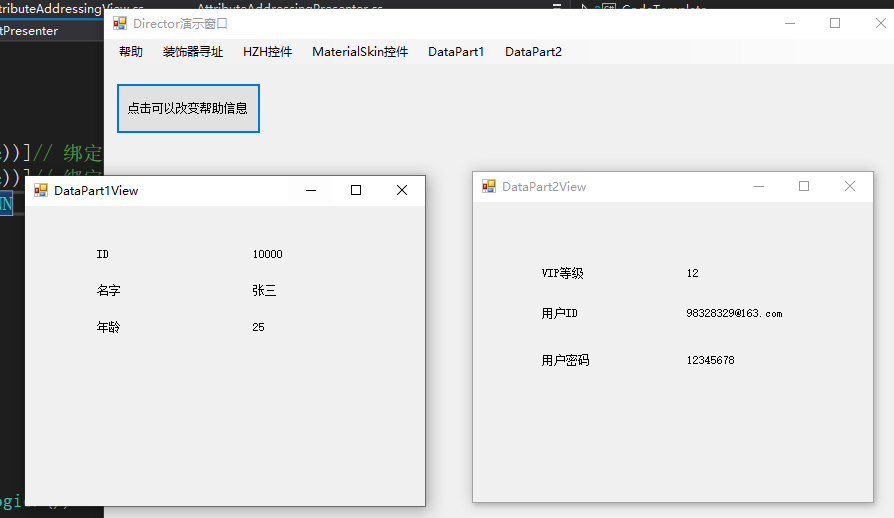 tributeAddressingView.cs AttributeAddressingPresenter.cs CodeTemplate
tPresenter
Director演示窗口
帮助 装饰器寻址 HZH控件 MaterialSkin控件 DataPart1 DataPart2
点击可以改变帮助信息
))]// 绑定
))]// 绑定
DataPart1View
ID 10000
名字 张三
年龄 25
DataPart2View
VIP等级 12
用户ID 98328329@163.com
用户密码 12345678